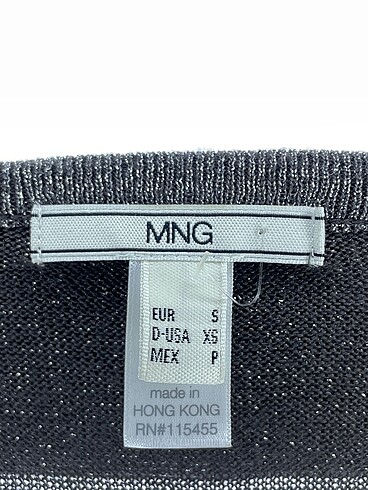 MNG
EUR S
D-USA XS
MEX P
made in
HONG KONG
RN#115455